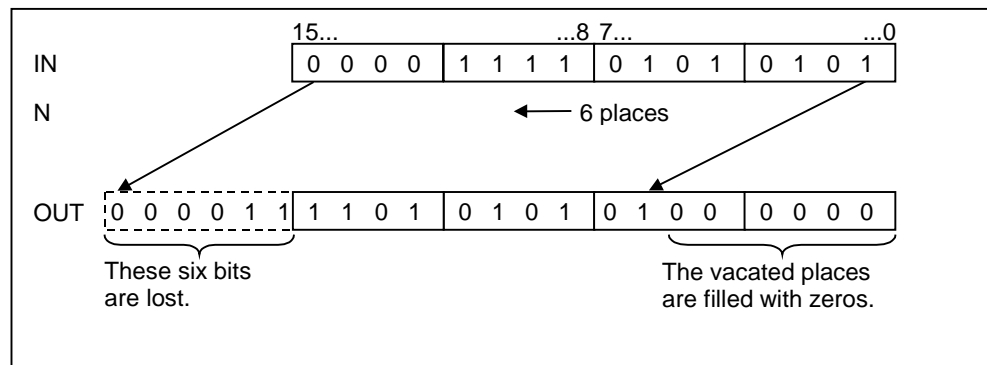 15... ...8 7... ...0
IN 0 0 0 0 1 1 1 1 0 1 0 1 0 1 0 1
N 6 places
OUT 0 0 0 0 1 1 1 1 0 1 0 1 0 1 0 1 0 0 0 0 0 0
These six bits
are lost.
The vacated places
are filled with zeros.